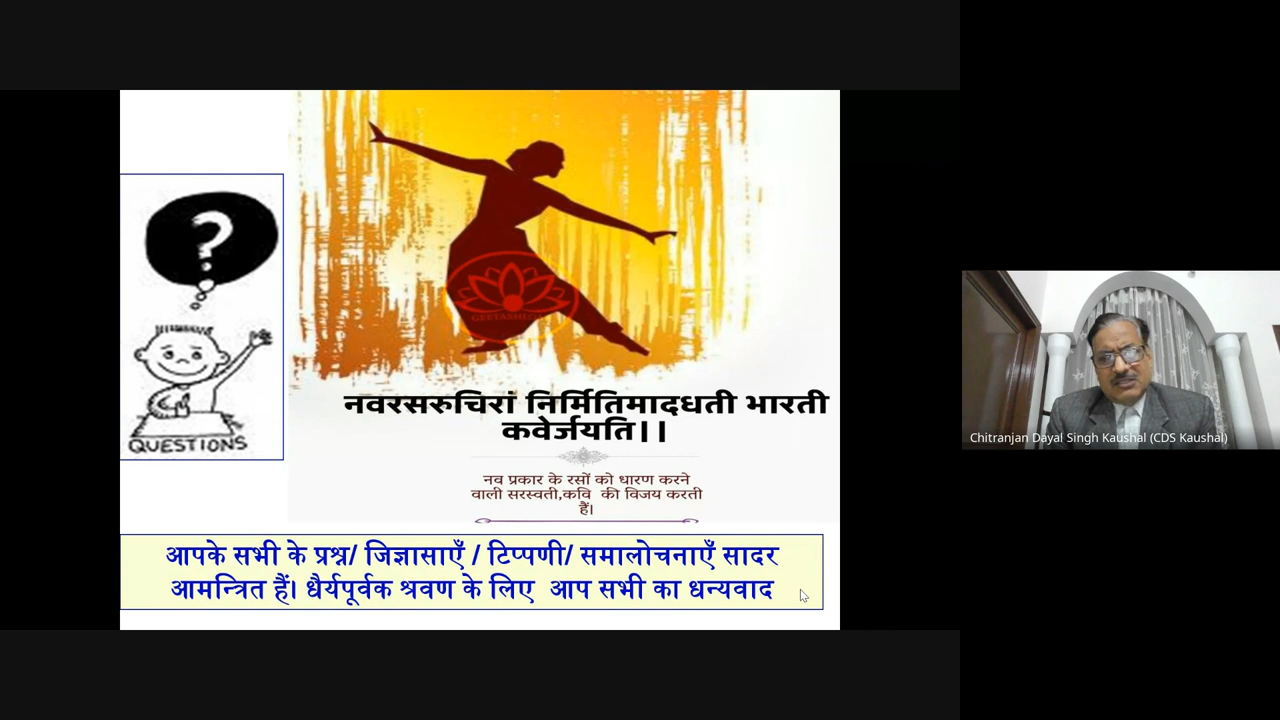 QUESTIONS
नवरसरुचिरां निर्मितिमादधती भारती
कवेर्जयति।।
नव प्रकार के रसों को धारण करने
वाली सरस्वती,कवि की विजय करती
हैं।
आपके सभी के प्रश्न/ जिज्ञासाएँ / टिप्पणी/ समालोचनाएँ सादर
आमन्त्रित हैं। धैर्यपूर्वक श्रवण के लिए आप सभी का धन्यवाद
Chitranjan Dayal Singh Kaushal (CDS Kaushal)